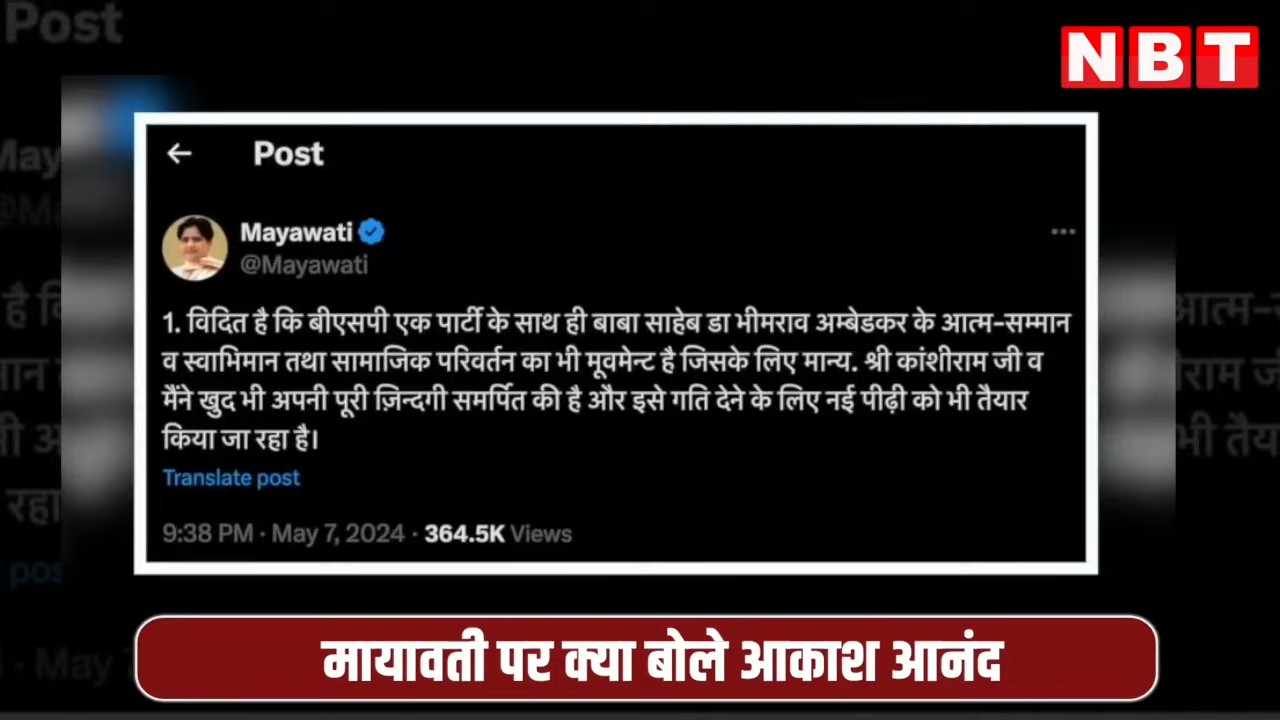 Post
NBT
← Post
Mayawati
@Mayawati
1. विदित है कि बीएसपी एक पार्टी के साथ ही बाबा साहेब डा भीमराव अम्बेडकर के आत्म-सम्मान
व स्वाभिमान तथा सामाजिक परिवर्तन का भी मूवमेन्ट है जिसके लिए मान्य. श्री कांशीराम जी व
मैंने खुद भी अपनी पूरी ज़िन्दगी समर्पित की है और इसे गति देने के लिए नई पीढ़ी को भी तैयार
किया जा रहा है।
Translate post
9:38 PM · May 7, 2024 · 364.5K Views
मायावती पर क्या बोले आकाश आनंद